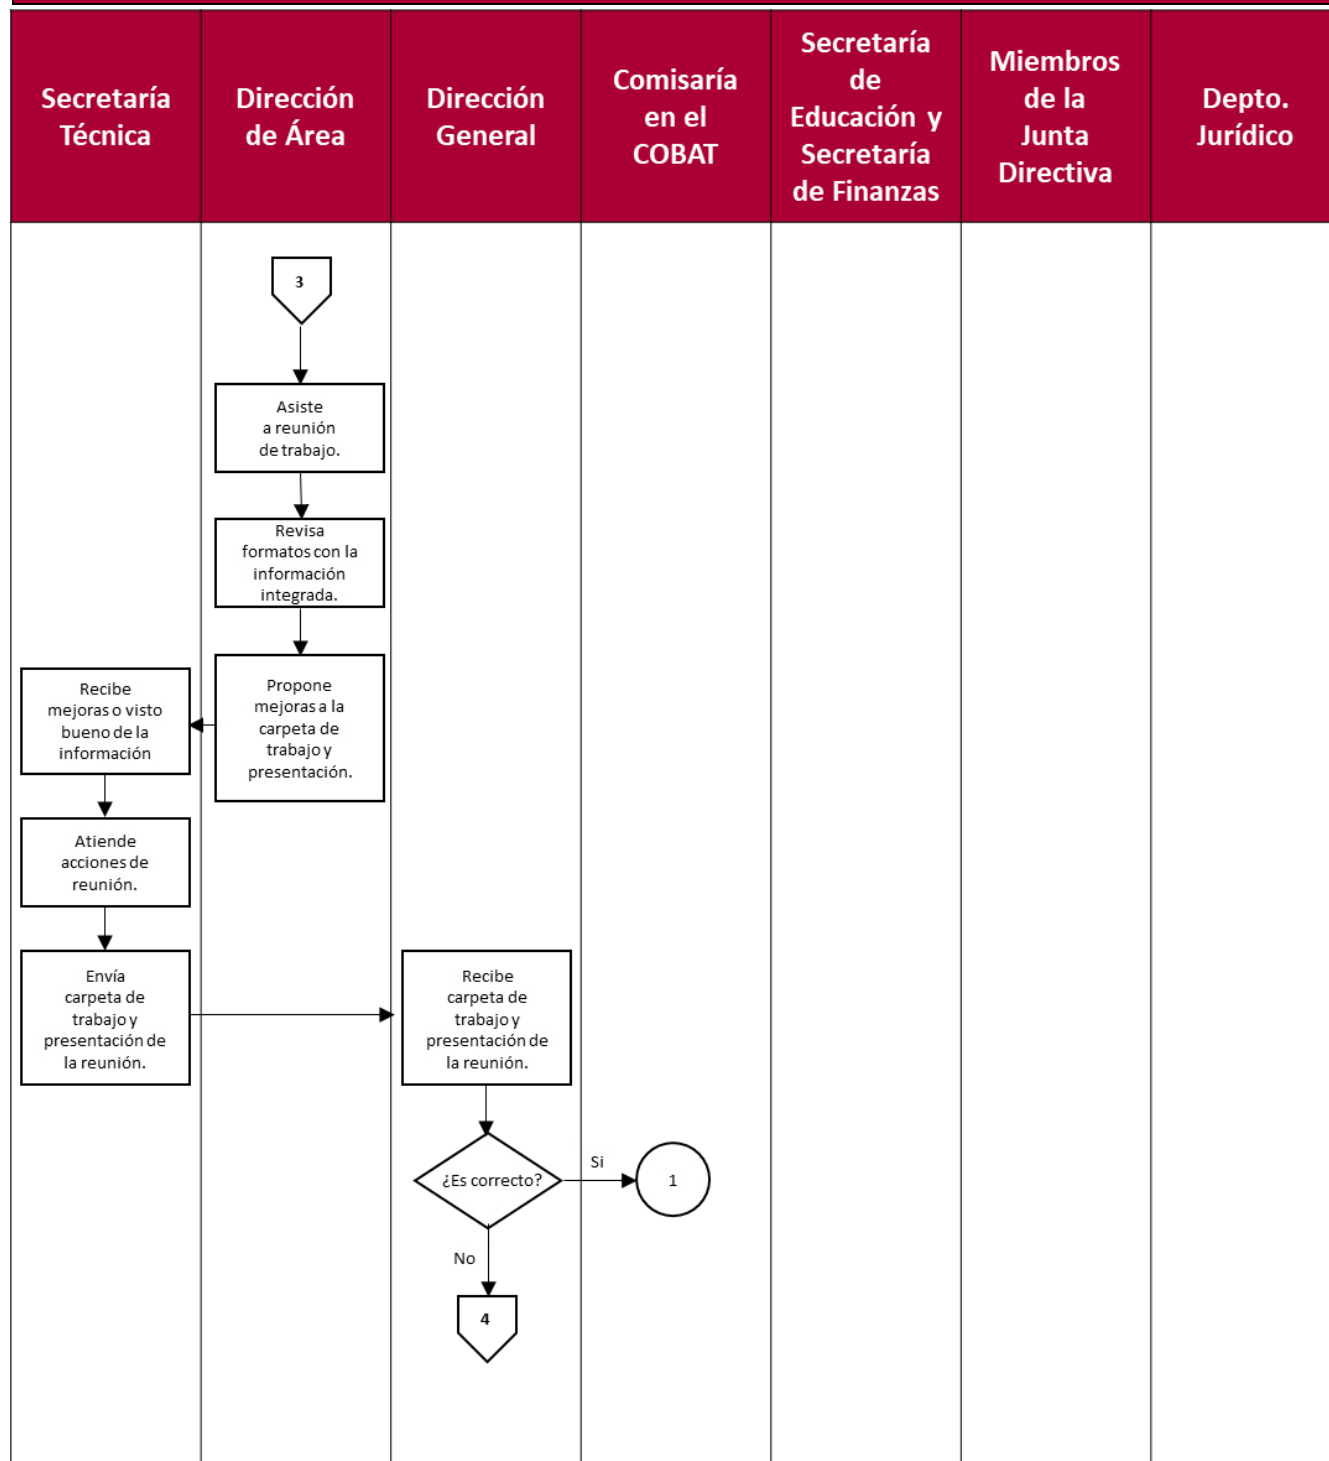 Secretaría
Técnica
Dirección
de Área
Dirección
General
Comisaría
en el
COBAT
Secretaría
de
Educación y
Secretaría
de Finanzas
Miembros
de la
Junta
Directiva
Depto.
Jurídico
3
Asiste
a reunión
de trabajo.
Revisa
formatos con la
información
integrada.
Propone
mejoras a la
carpeta de
trabajo y
presentación.
Recibe
mejoras o visto
bueno de la
información
Atiende
acciones de
reunión.
Envía
carpeta de
trabajo y
presentación de
la reunión.
Recibe
carpeta de
trabajo y
presentación de
la reunión.
¿Es correcto?
Si
1
No
4